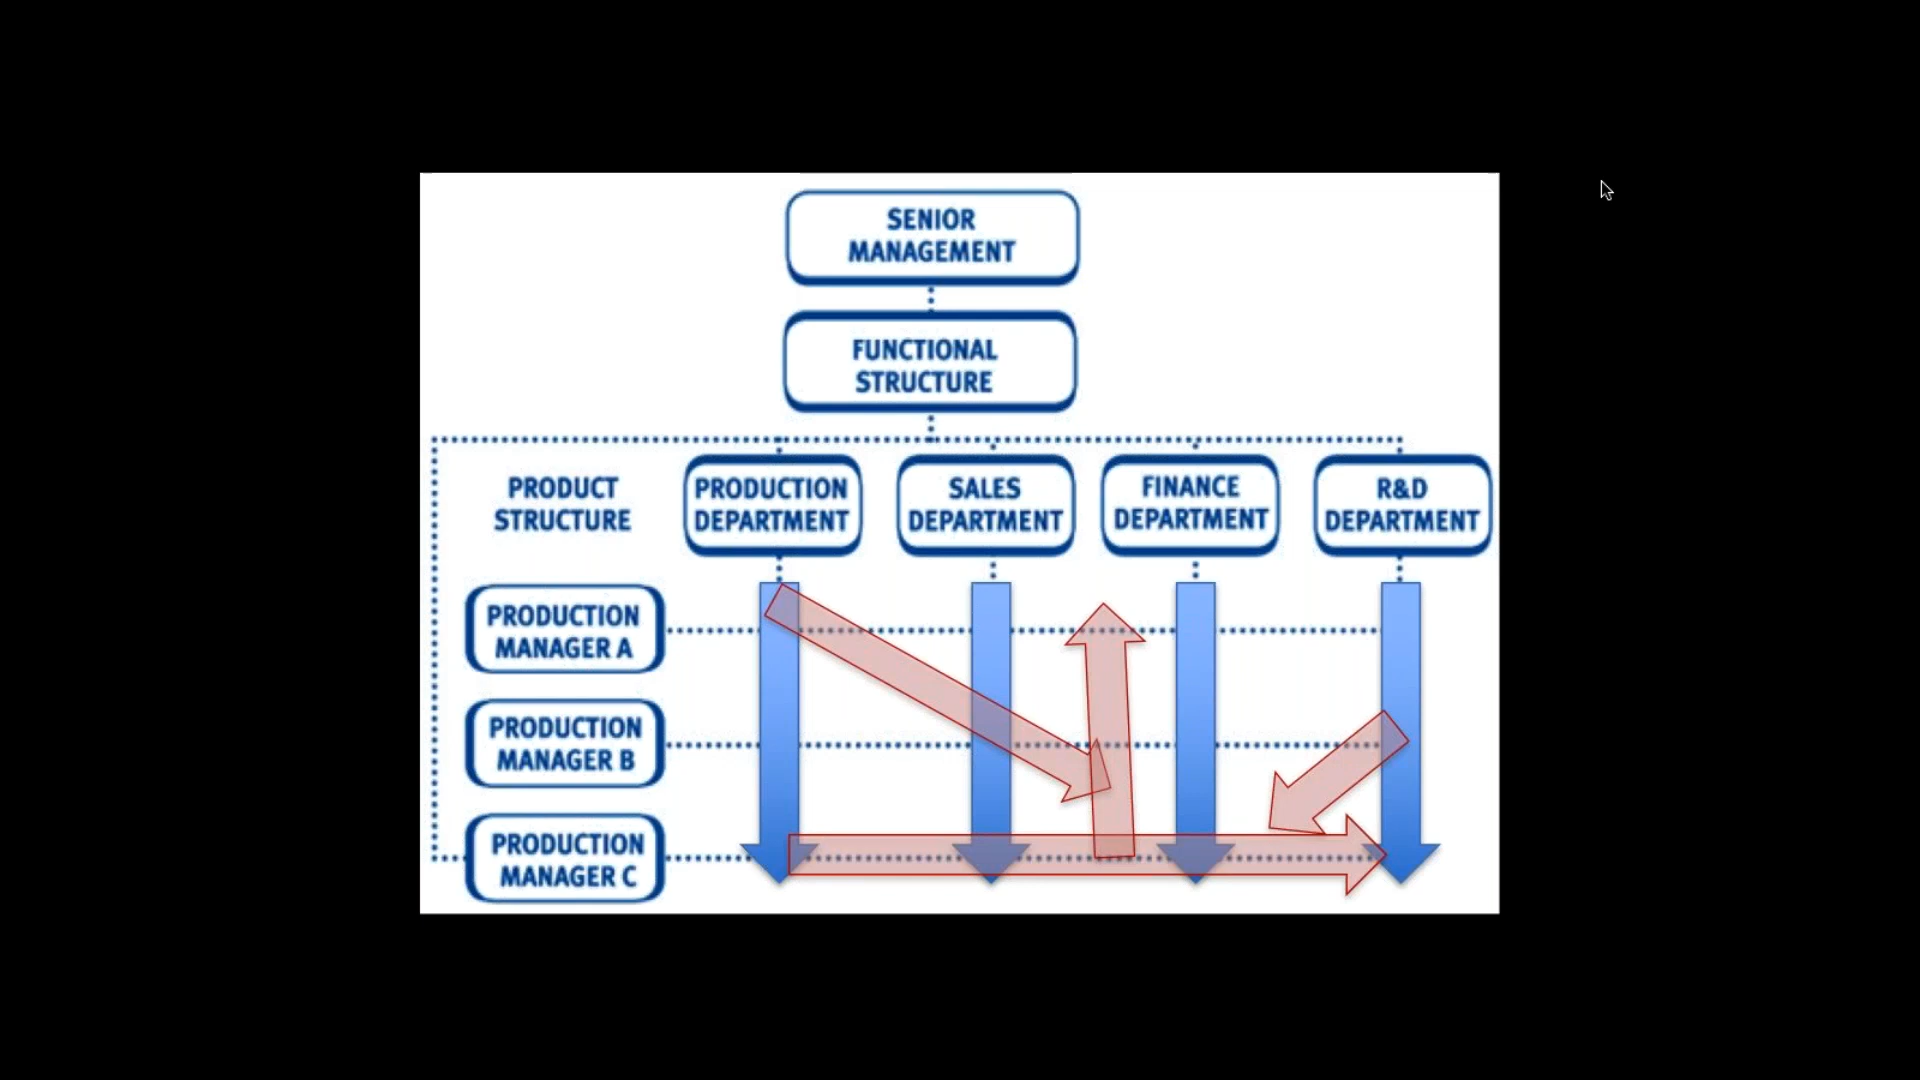 SENIOR
MANAGEMENT
FUNCTIONAL
STRUCTURE
PRODUCT
STRUCTURE
PRODUCTION
DEPARTMENT
SALES
DEPARTMENT
FINANCE
DEPARTMENT
R&D
DEPARTMENT
PRODUCTION
MANAGER A
PRODUCTION
MANAGER B
PRODUCTION
MANAGER C